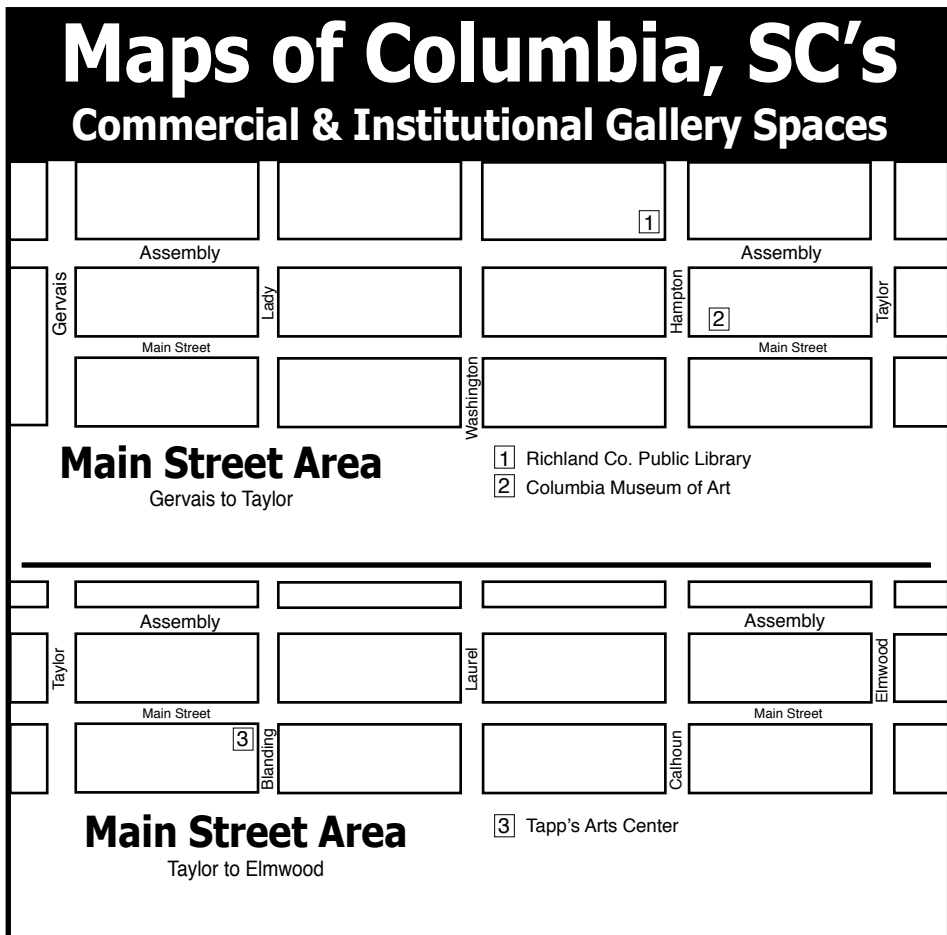 Maps of Columbia, SC's
Commercial & Institutional Gallery Spaces
1
Assembly
Assembly
Gervais
Lady
Hampton
2
Taylor
Main Street
Main Street
Washington
Main Street Area
Gervais to Taylor
1 Richland Co. Public Library
2 Columbia Museum of Art
Assembly
Assembly
Taylor
Laurel
Elmwood
Main Street
Main Street
3
Blanding
Calhoun
Main Street Area
Taylor to Elmwood
3 Tapp's Arts Center